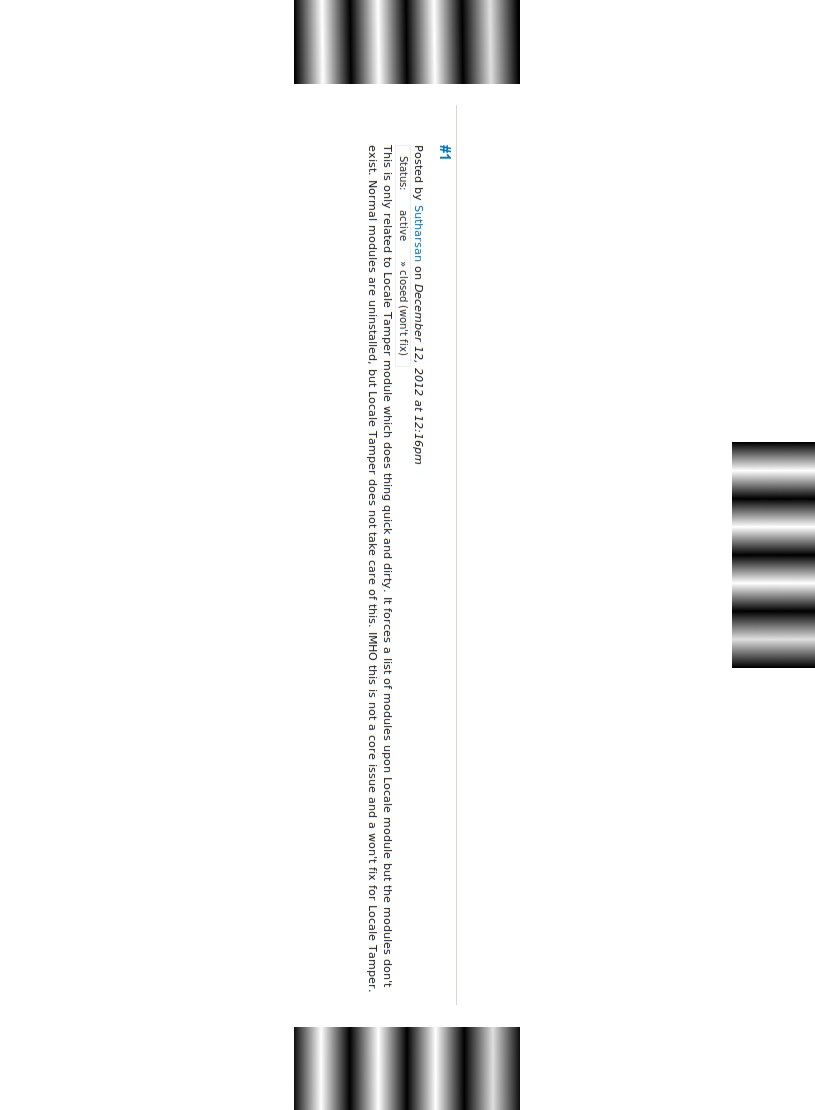 #1
Posted by Sutharsan on December 12, 2012 at 12:16pm
Status: active » closed (won't fix)
This is only related to Locale Tamper module which does thing quick and dirty. It forces a list of modules upon Locale module but the modules don't
exist. Normal modules are uninstalled, but Locale Tamper does not take care of this. IMHO this is not a core issue and a won't fix for Locale Tamper.